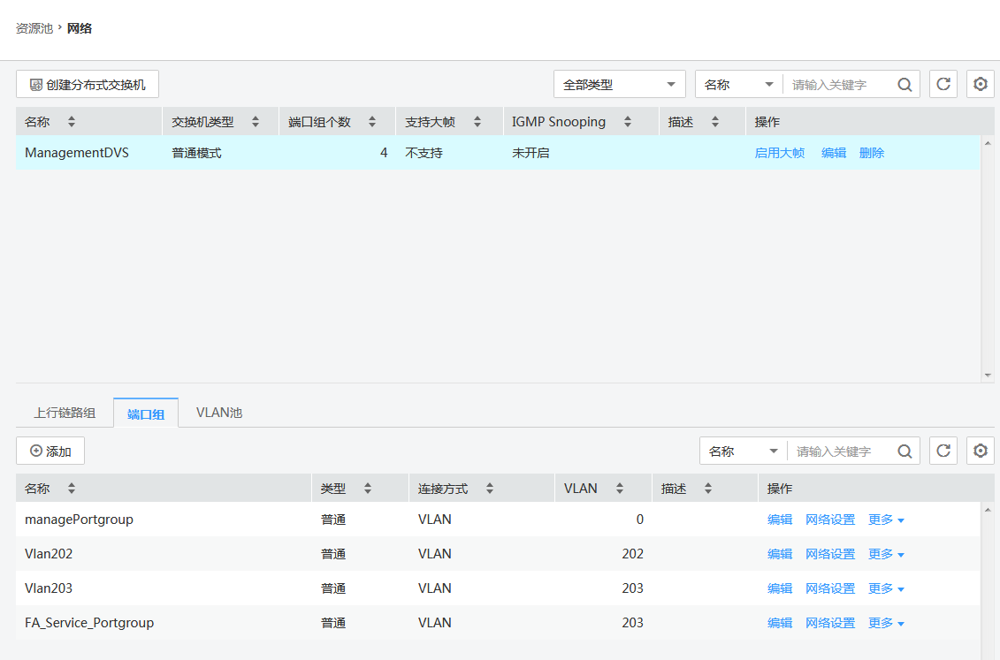 资源池 › 网络
创建分布式交换机 全部类型 名称 请输入关键字
名称 交换机类型 端口组个数 支持大帧 IGMP Snooping 描述 操作
ManagementDVS 普通模式 4 不支持 未开启 启用大帧 编辑 删除
上行链路组 端口组 VLAN池
添加 名称 请输入关键字
名称 类型 连接方式 VLAN 描述 操作
managePortgroup 普通 VLAN 0 编辑 网络设置 更多
Vlan202 普通 VLAN 202 编辑 网络设置 更多
Vlan203 普通 VLAN 203 编辑 网络设置 更多
FA_Service_Portgroup 普通 VLAN 203 编辑 网络设置 更多